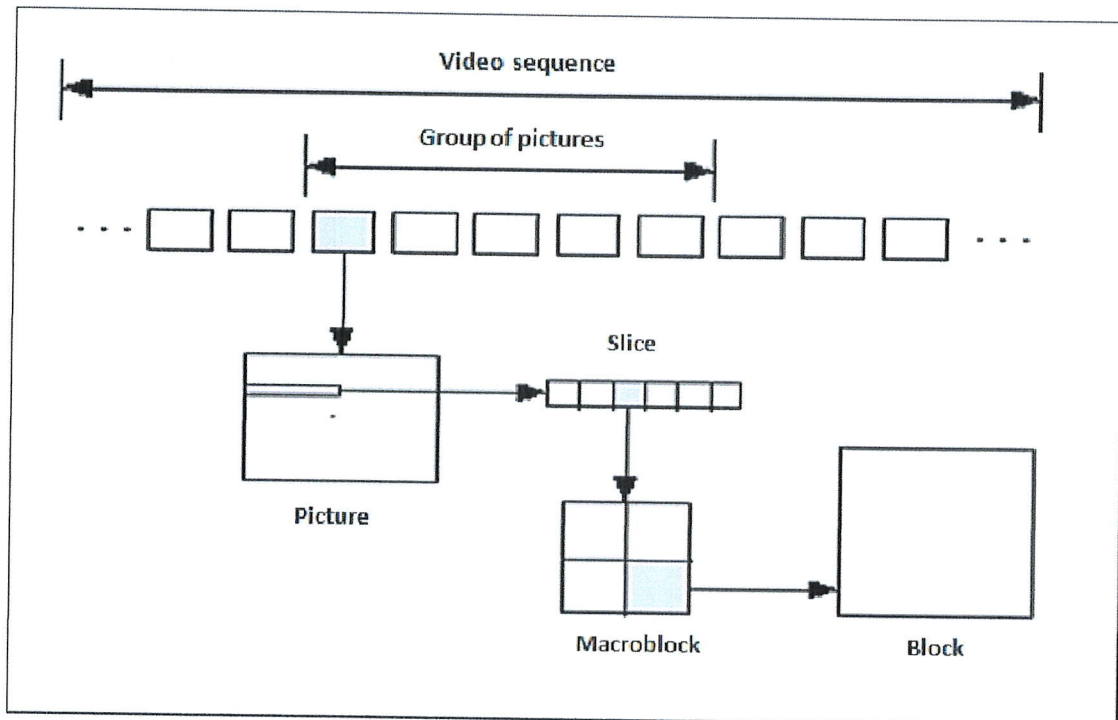 Video sequence
Group of pictures
. . .
. . .
Slice
Picture
Macroblock
Block